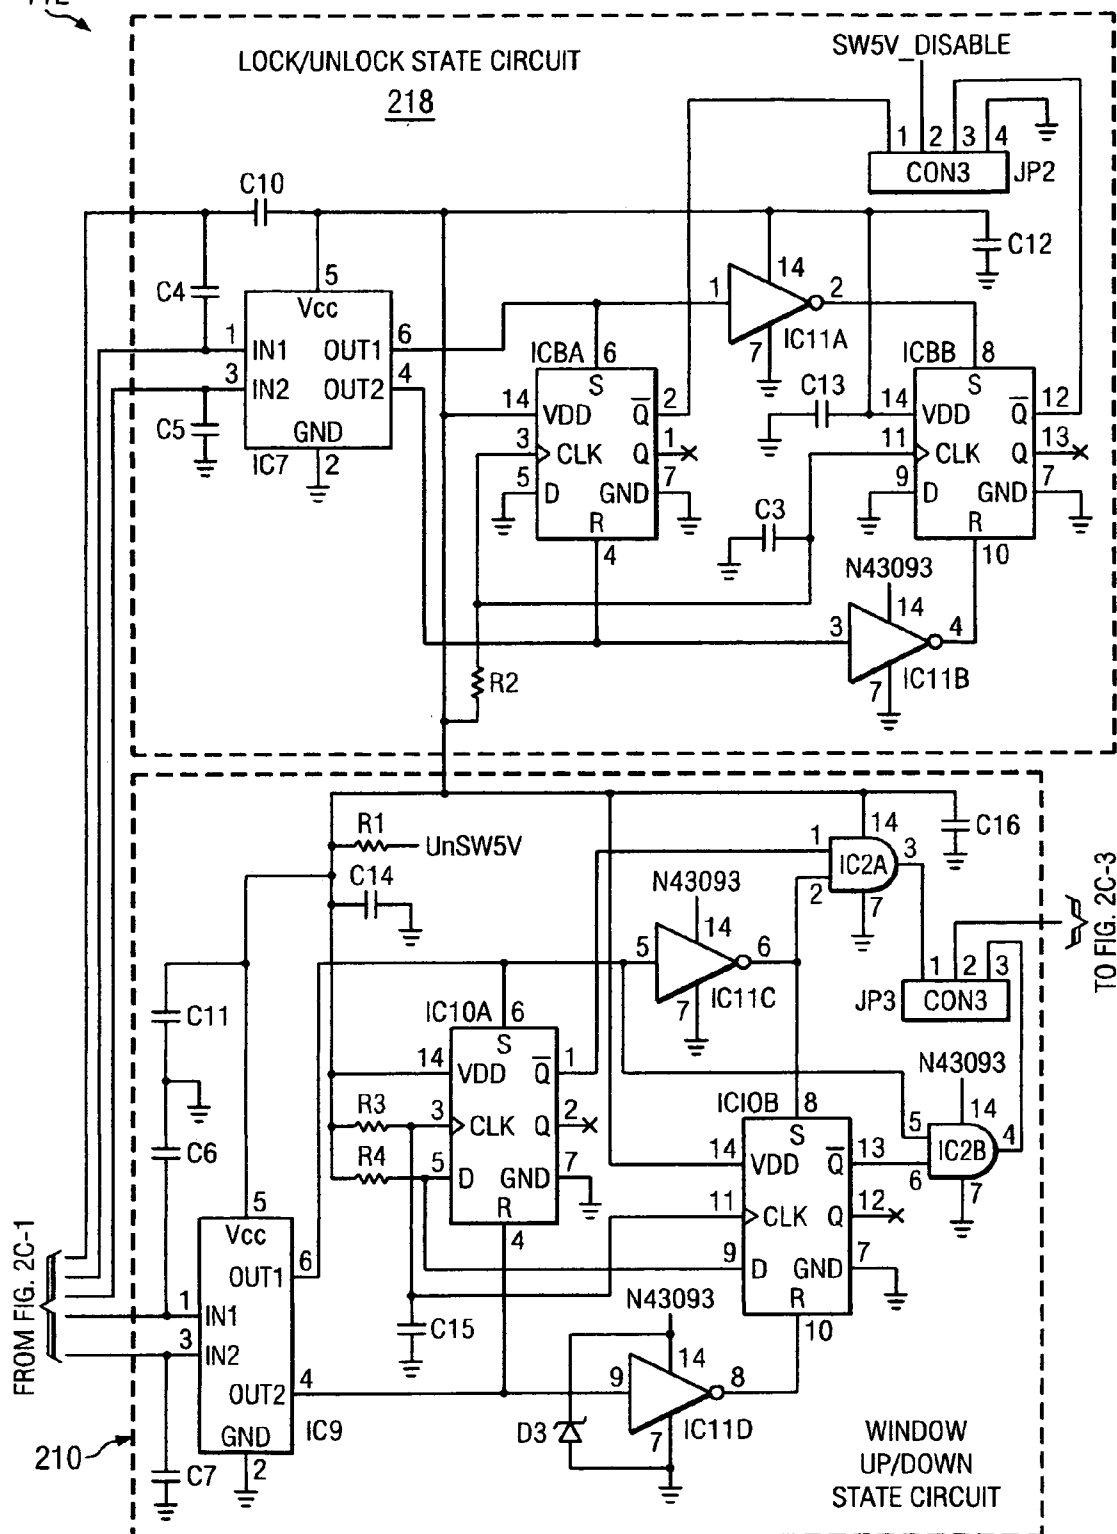 112
LOCK/UNLOCK STATE CIRCUIT
218
SW5V_DISABLE
1 2 3 4
CON3 JP2
C10
C12
C4
5
Vcc
1 IN1 OUT1 6
3 IN2 OUT2 4
C5
GND
IC7 2
1 14 2
7 IC11A
ICBA 6
S
14 VDD Q 2
3 CLK Q 1
5 D GND 7
R
4
C13
C3
ICBB 8
S
14 VDD Q 12
11 CLK Q 13
9 D GND 7
R
10
N43093
14
3 4
7 IC11B
R2
R1 UnSW5V
C14
C16
1 14
IC2A 3
2 7
N43093
14
5 6
7 IC11C
1 2 3
JP3 CON3
TO FIG. 2C-3
C11
C6
IC10A 6
S
14 VDD Q 1
R3 3 CLK Q 2
R4 5 D GND 7
R
4
N43093
14
5 IC2B 4
6 7
ICIOB 8
S
14 VDD Q 13
11 CLK Q 12
9 D GND 7
R
10
FROM FIG. 2C-1
5
Vcc
OUT1 6
1 IN1
3 IN2
OUT2 4
GND
2 IC9
C7
C15
N43093
14
9 8
7 IC11D
D3
210
WINDOW
UP/DOWN
STATE CIRCUIT